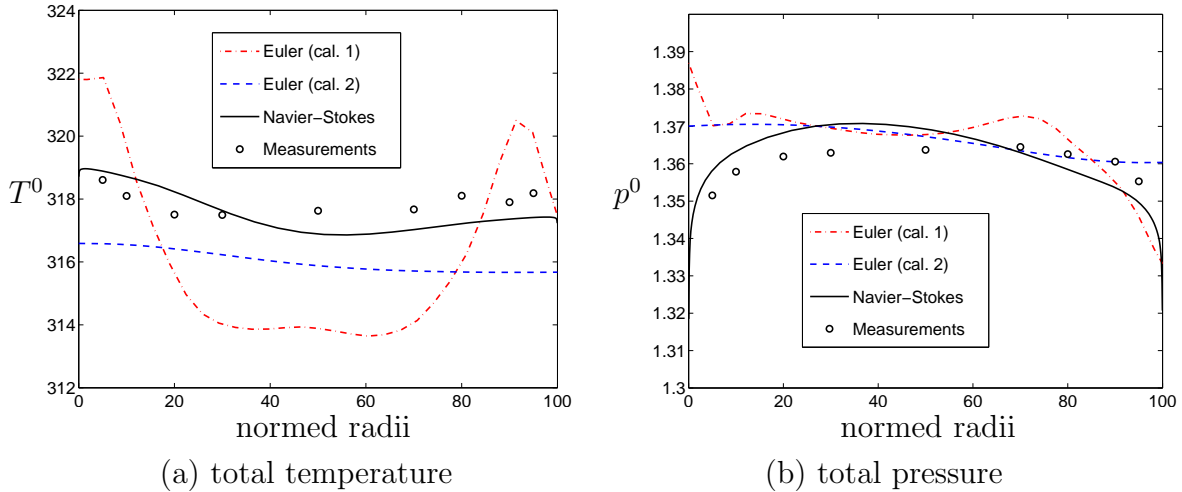 324
322
320
318
316
314
312
T⁰
0
20
40
60
80
100
normed radii
Euler (cal. 1)
Euler (cal. 2)
Navier−Stokes
Measurements
(a) total temperature
1.39
1.38
1.37
1.36
1.35
1.34
1.33
1.32
1.31
1.3
p⁰
0
20
40
60
80
100
normed radii
Euler (cal. 1)
Euler (cal. 2)
Navier−Stokes
Measurements
(b) total pressure